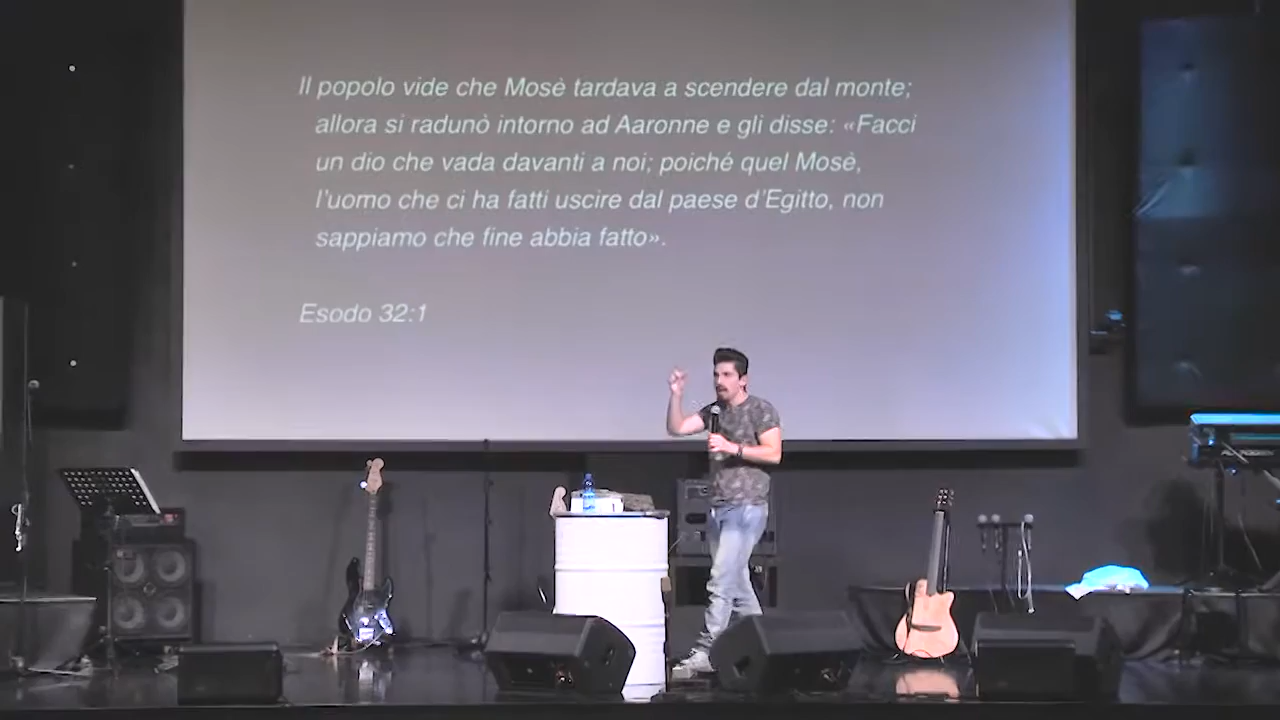 Il popolo vide che Mosè tardava a scendere dal monte;
allora si radunò intorno ad Aaronne e gli disse: «Facci
un dio che vada davanti a noi; poiché quel Mosè,
l'uomo che ci ha fatti uscire dal paese d'Egitto, non
sappiamo che fine abbia fatto».
Esodo 32:1